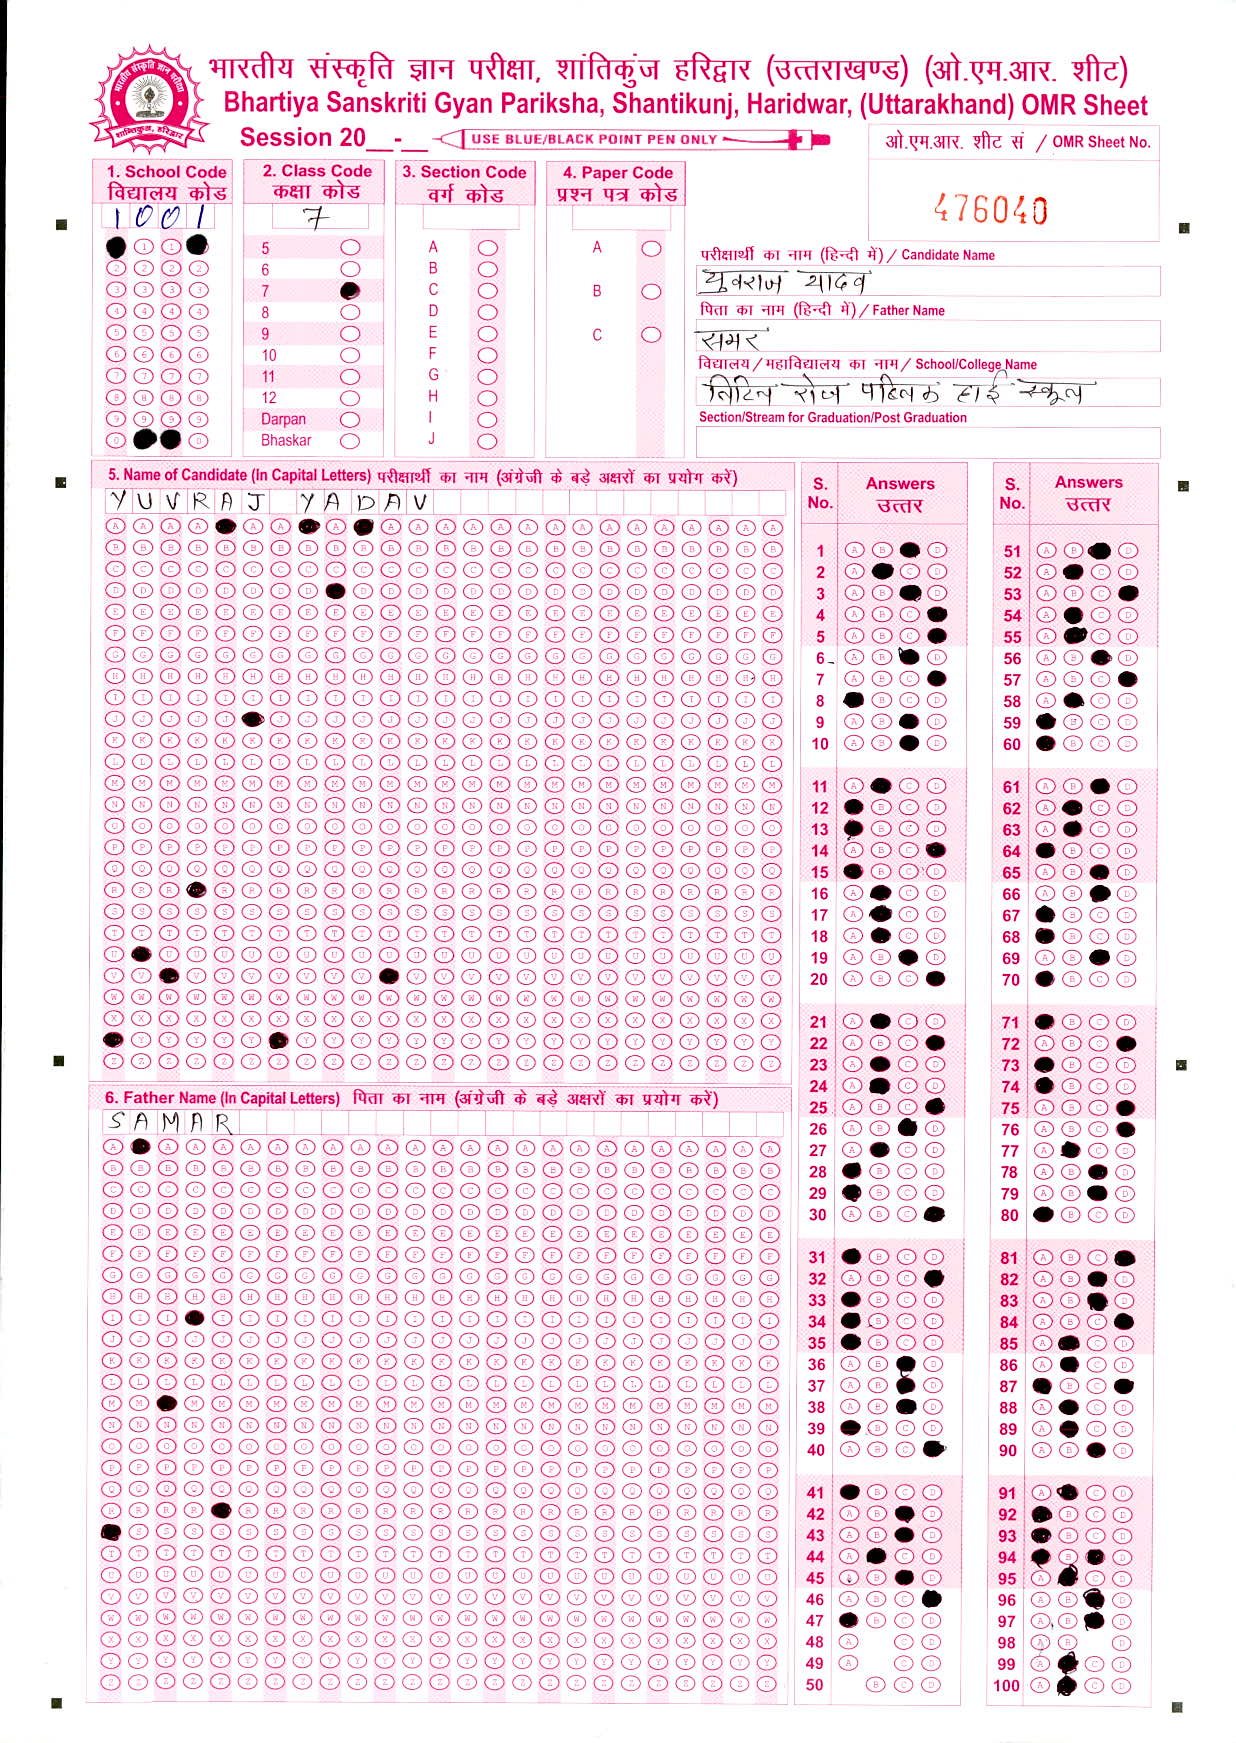 भारतीय संस्कृति ज्ञान परीक्षा, शांतिकुंज हरिद्वार (उत्तराखण्ड) (ओ.एम.आर. शीट)
Bhartiya Sanskriti Gyan Pariksha, Shantikunj, Haridwar, (Uttarakhand) OMR Sheet
Session 20__-__ USE BLUE/BLACK POINT PEN ONLY
ओ.एम.आर. शीट सं / OMR Sheet No.
476040
1. School Code
विद्यालय कोड
1001
2. Class Code
कक्षा कोड
7
5
6
7
8
9
10
11
12
Darpan
Bhaskar
3. Section Code
वर्ग कोड
A
B
C
D
E
F
G
H
I
J
4. Paper Code
प्रश्न पत्र कोड
A
B
C
परीक्षार्थी का नाम (हिन्दी में) / Candidate Name
युवराज यादव
पिता का नाम (हिन्दी में) / Father Name
समर
विद्यालय / महाविद्यालय का नाम / School/College Name
रोज पब्लिक हाई स्कूल
Section/Stream for Graduation/Post Graduation
5. Name of Candidate (In Capital Letters) परीक्षार्थी का नाम (अंग्रेजी के बड़े अक्षरों का प्रयोग करें)
YUVRAJ YADAV
6. Father Name (In Capital Letters) पिता का नाम (अंग्रेजी के बड़े अक्षरों का प्रयोग करें)
SAMAR
S. No. Answers उत्तर
1
2
3
4
5
6
7
8
9
10
11
12
13
14
15
16
17
18
19
20
21
22
23
24
25
26
27
28
29
30
31
32
33
34
35
36
37
38
39
40
41
42
43
44
45
46
47
48
49
50
S. No. Answers उत्तर
51
52
53
54
55
56
57
58
59
60
61
62
63
64
65
66
67
68
69
70
71
72
73
74
75
76
77
78
79
80
81
82
83
84
85
86
87
88
89
90
91
92
93
94
95
96
97
98
99
100